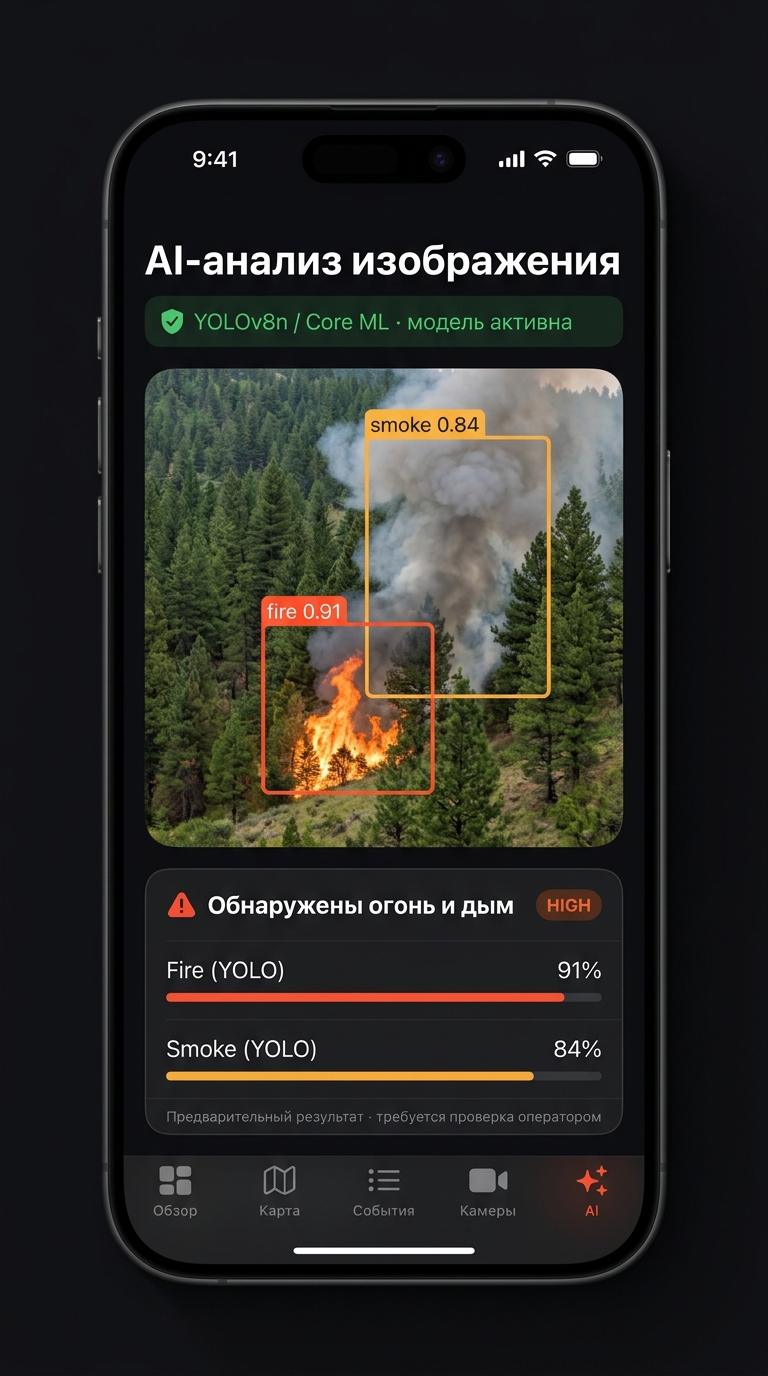 9:41
AI-анализ изображения
YOLOv8n / Core ML · модель активна
smoke 0.84
fire 0.91
Обнаружены огонь и дым HIGH
Fire (YOLO) 91%
Smoke (YOLO) 84%
Предварительный результат · требуется проверка оператором
Обзор Карта События Камеры AI